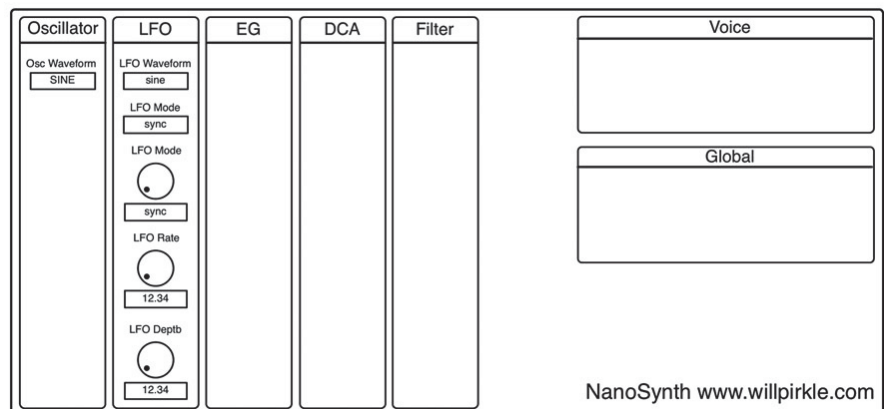 Oscillator
Osc Waveform
SINE
LFO
LFO Waveform
sine
LFO Mode
sync
LFO Mode
sync
LFO Rate
12.34
LFO Deptb
12.34
EG
DCA
Filter
Voice
Global
NanoSynth www.willpirkle.com